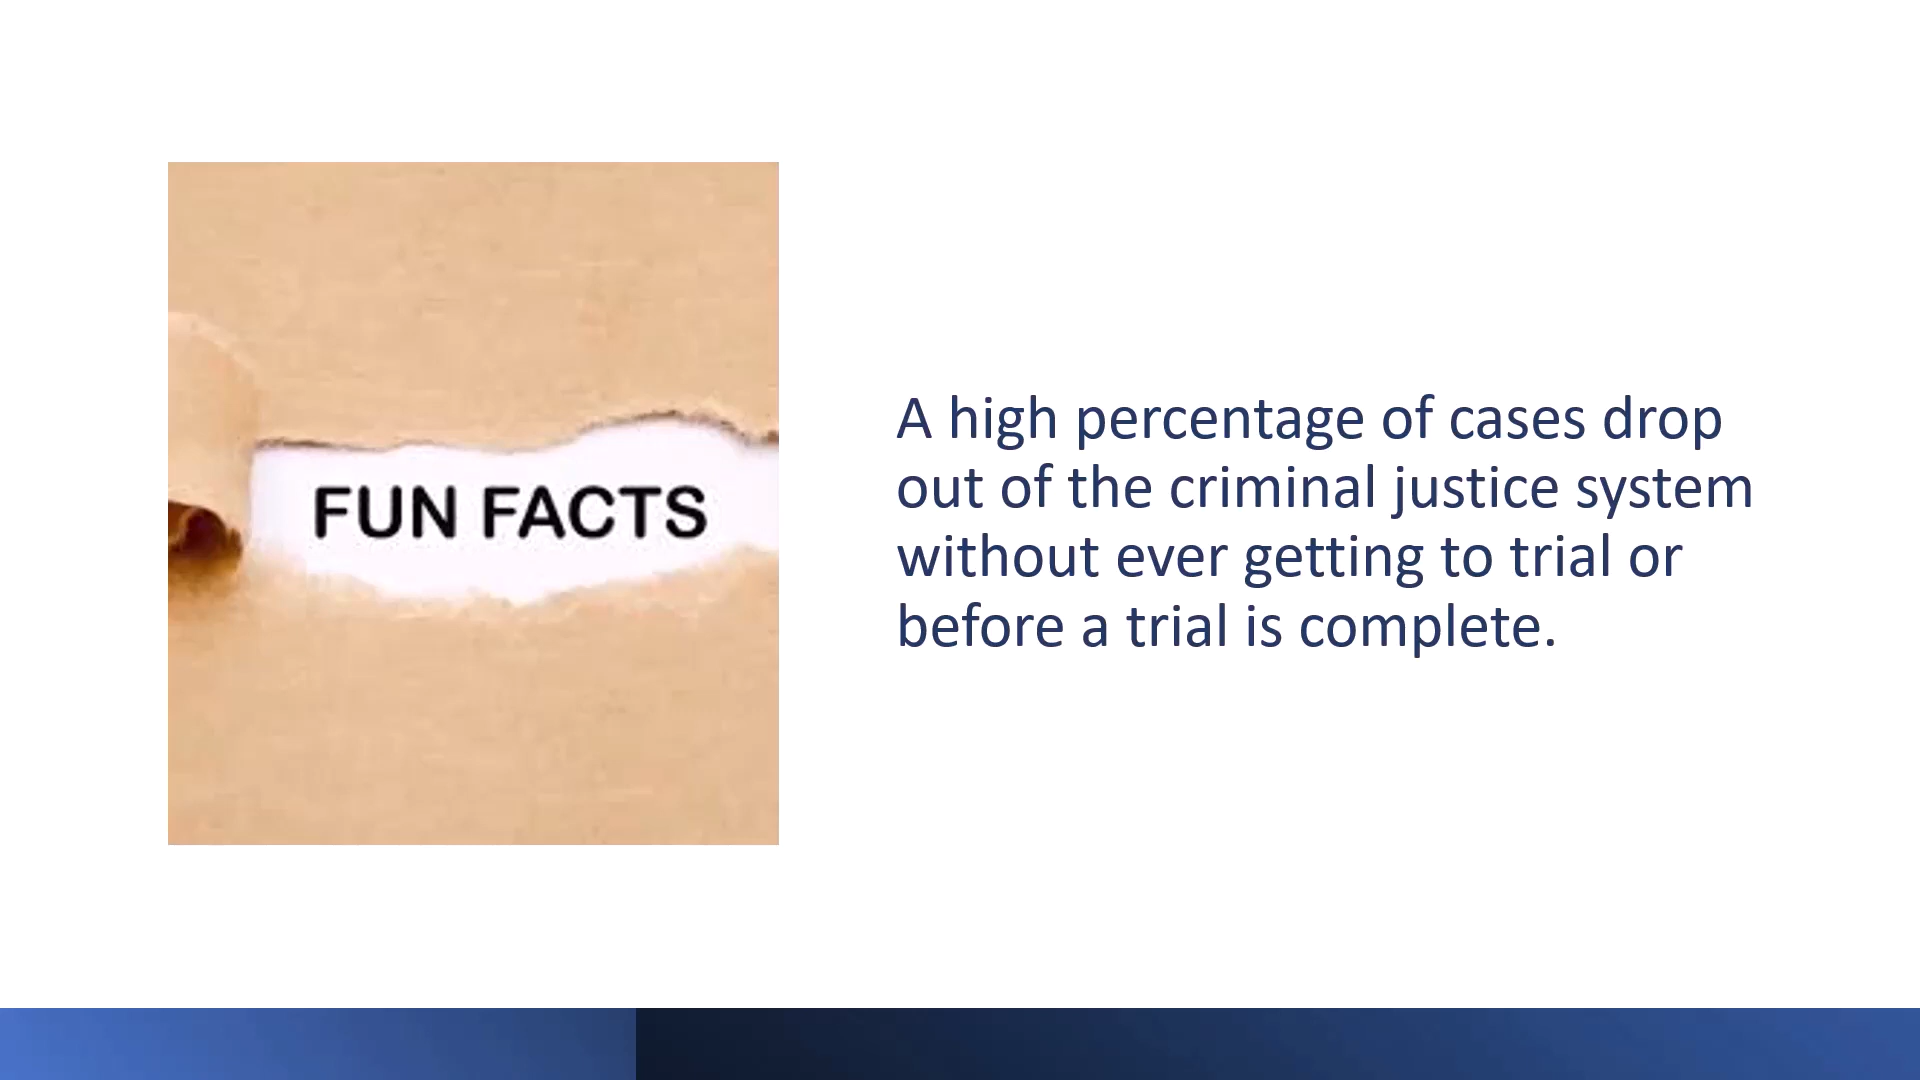 FUN FACTS
A high percentage of cases drop
out of the criminal justice system
without ever getting to trial or
before a trial is complete.